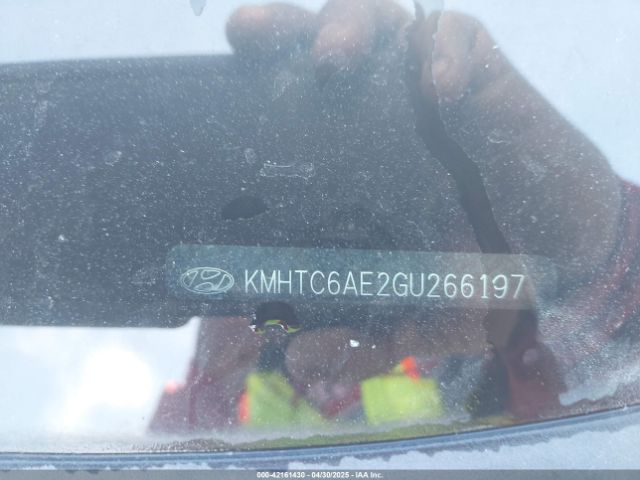 KMHTC6AE2GU266197
000-42161430 - 04/30/2025 - IAA Inc.